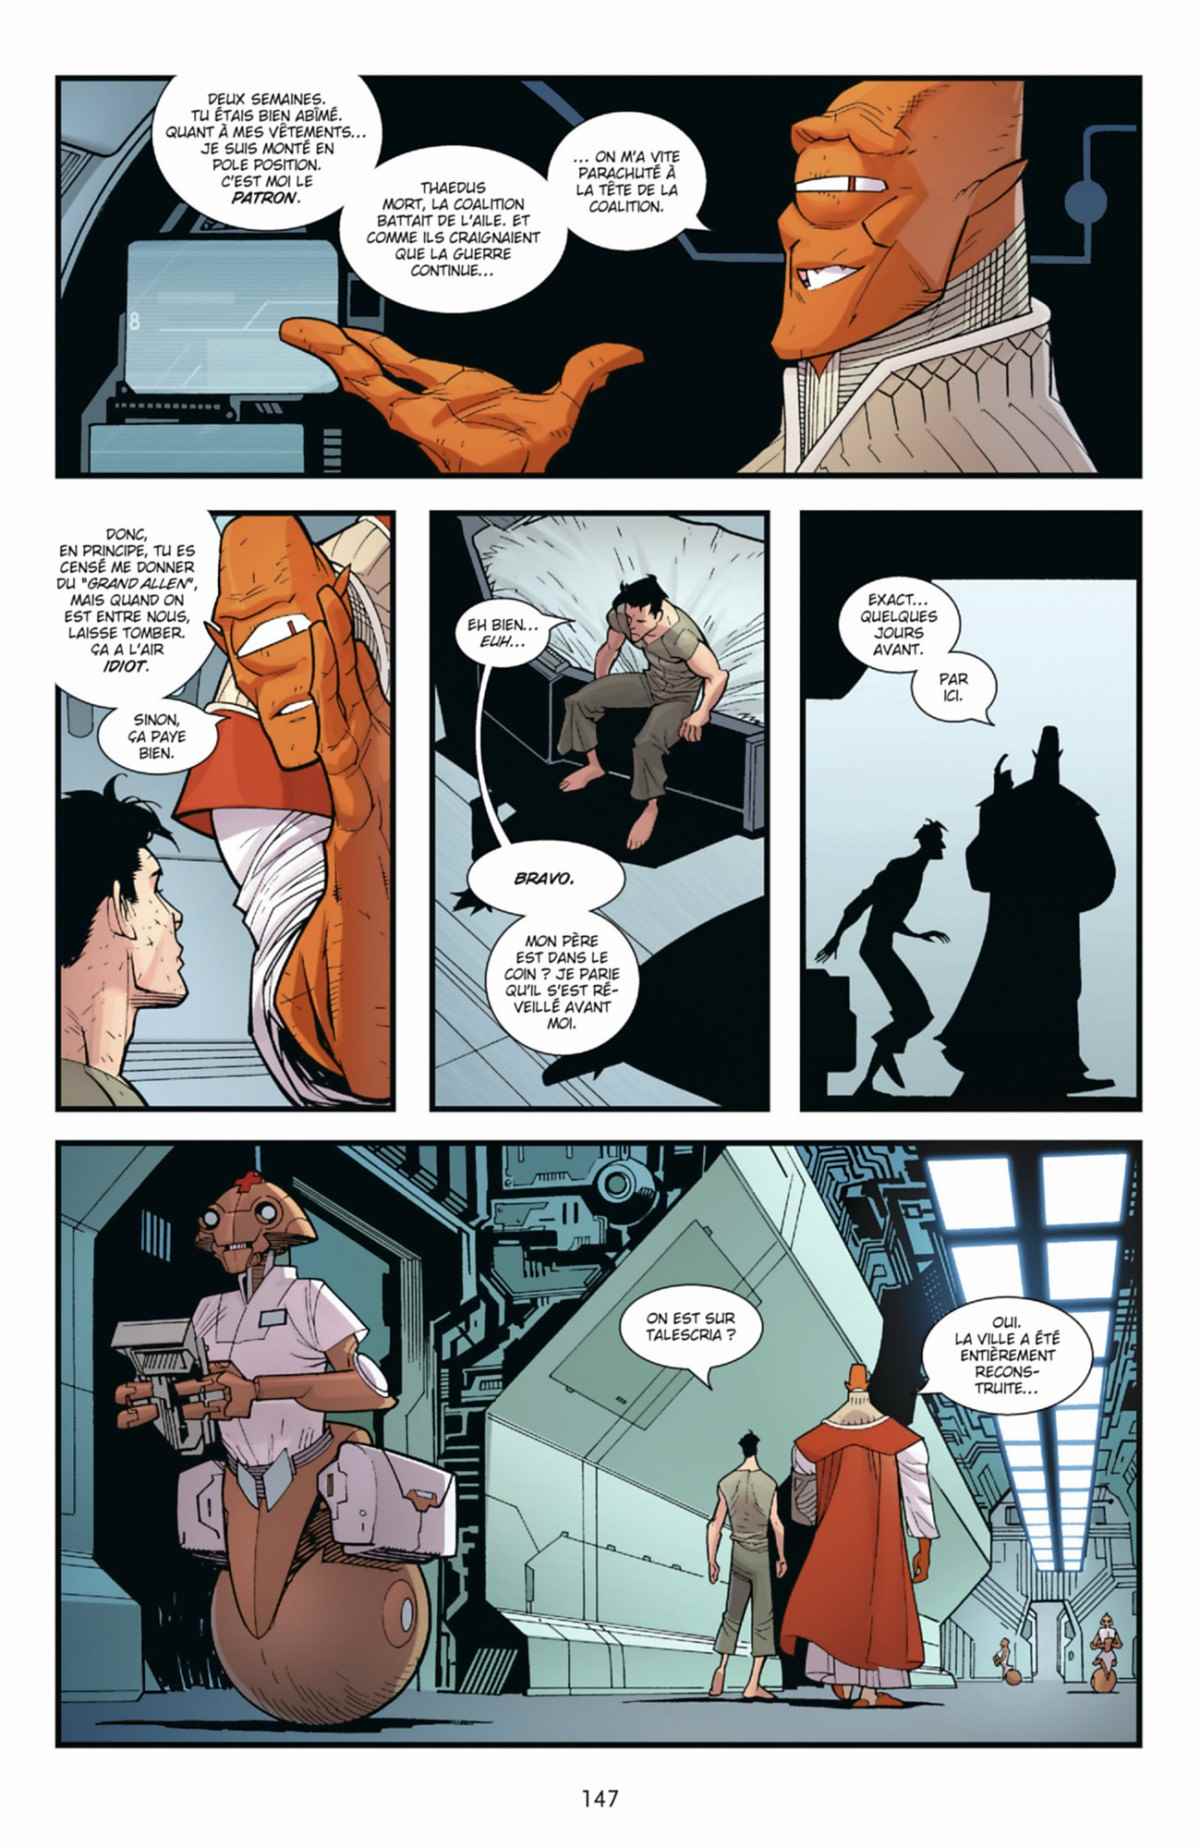 DEUX SEMAINES.
TU ÉTAIS BIEN ABÎMÉ.
QUANT À MES VÊTEMENTS...
JE SUIS MONTÉ EN
POLE POSITION.
C'EST MOI LE
PATRON.
THAEDUS
MORT, LA COALITION
BATTAIT DE L'AILE. ET
COMME ILS CRAIGNAIENT
QUE LA GUERRE
CONTINUE...
... ON M'A VITE
PARACHUTÉ À
LA TÊTE DE LA
COALITION.
8
DONC,
EN PRINCIPE, TU ES
CENSÉ ME DONNER
DU "GRAND ALLEN",
MAIS QUAND ON
EST ENTRE NOUS,
LAISSE TOMBER.
ÇA A L'AIR
IDIOT.
SINON,
ÇA PAYE
BIEN.
EH BIEN...
EUH...
BRAVO.
MON PÈRE
EST DANS LE
COIN ? JE PARIE
QU'IL S'EST RÉ-
VEILLÉ AVANT
MOI.
EXACT...
QUELQUES
JOURS
AVANT.
PAR
ICI.
ON EST SUR
TALESCRIA ?
OUI.
LA VILLE A ÉTÉ
ENTIÈREMENT
RECONS-
TRUITE...
147